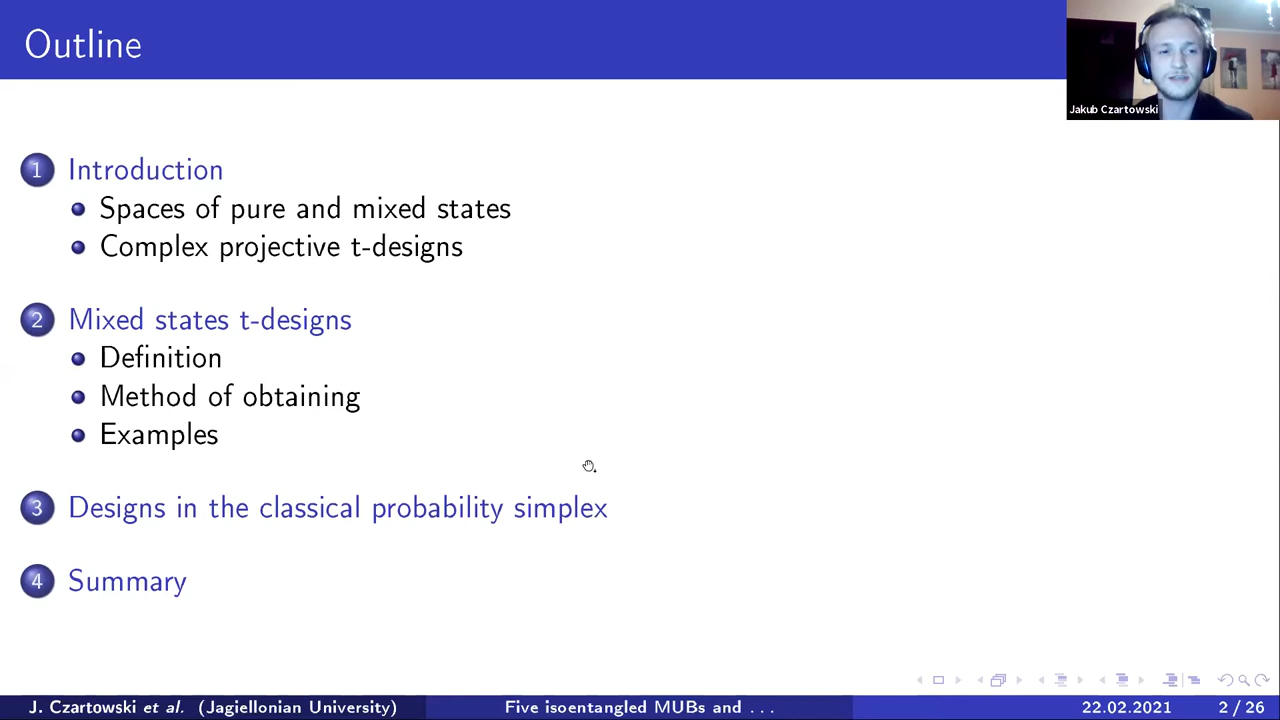 Outline
Jakub Czartowski
1 Introduction
Spaces of pure and mixed states
Complex projective t-designs
2 Mixed states t-designs
Definition
Method of obtaining
Examples
3 Designs in the classical probability simplex
4 Summary
J. Czartowski et al. (Jagiellonian University) Five isoentangled MUBs and . . . 22.02.2021 2 / 26